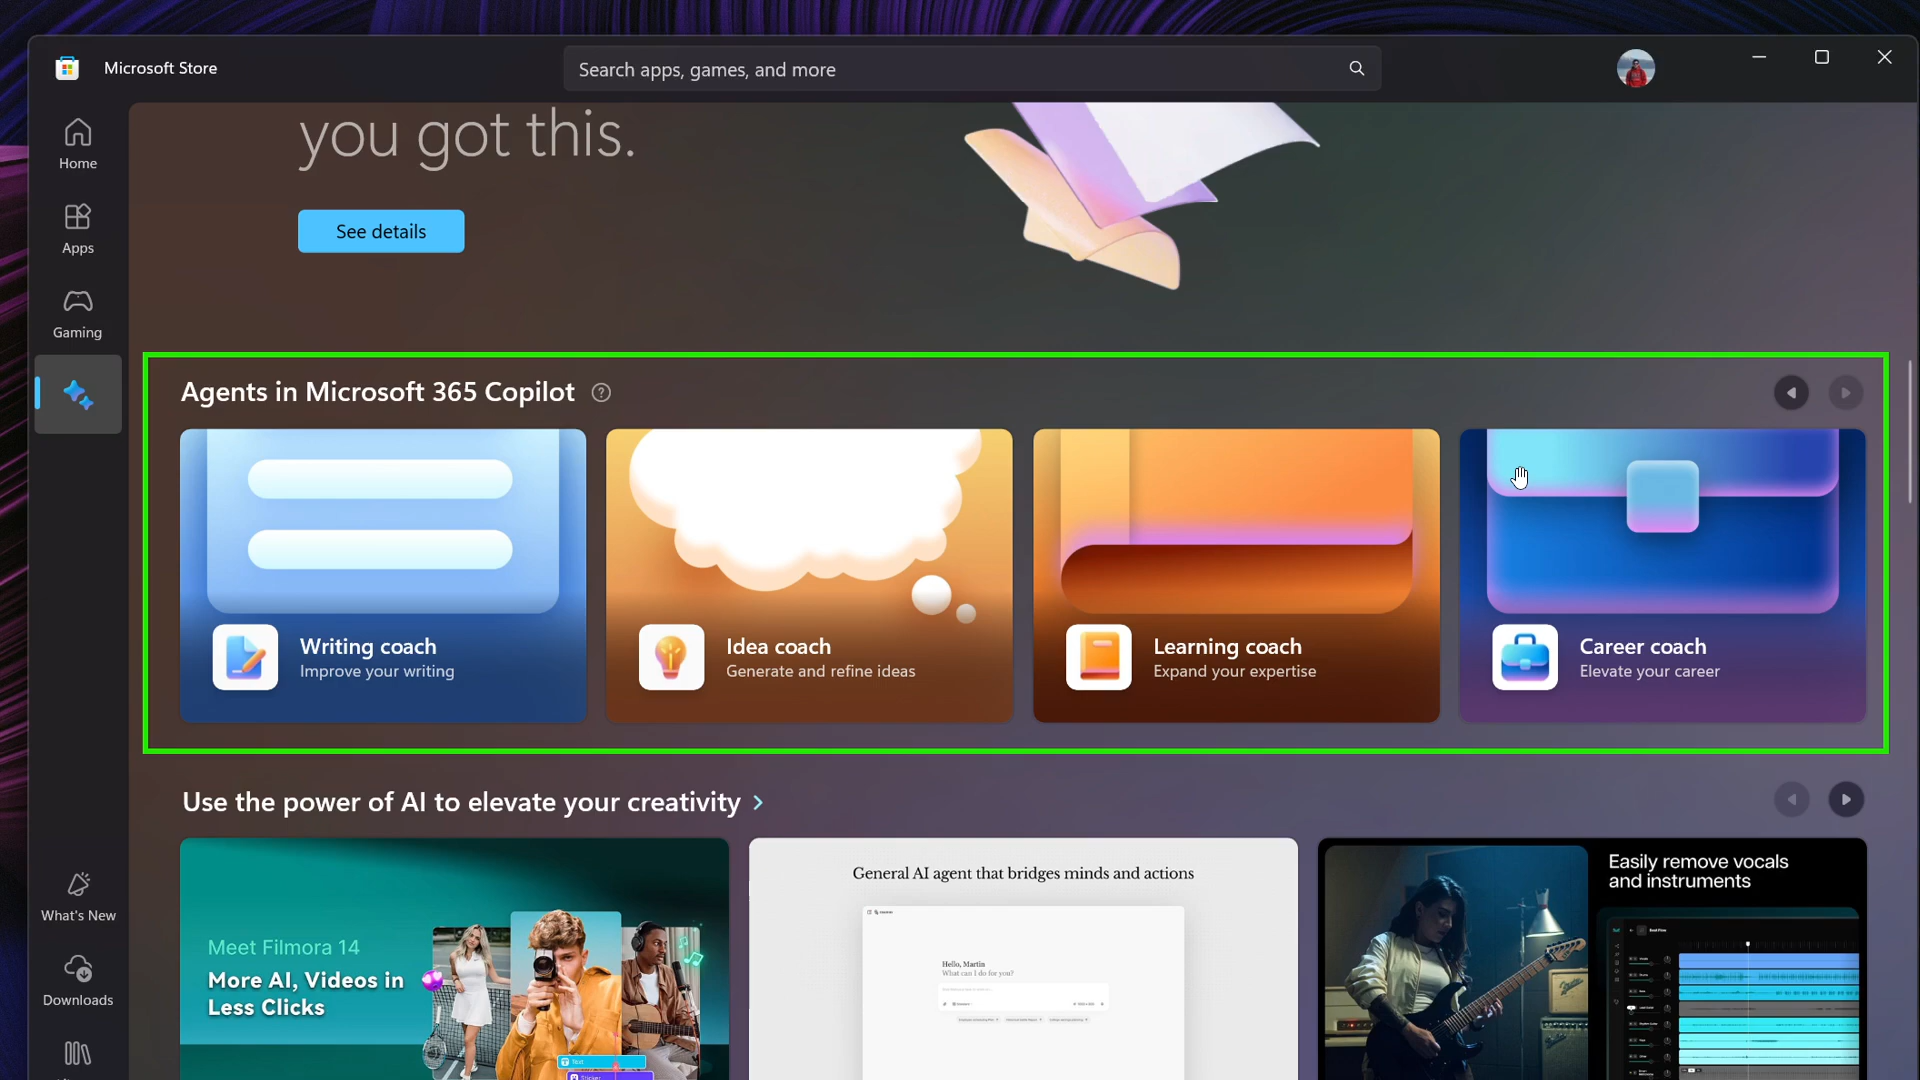 Microsoft Store
Search apps, games, and more
Home
Apps
Gaming
What's New
Downloads
you got this.
See details
Agents in Microsoft 365 Copilot
Writing coach
Improve your writing
Idea coach
Generate and refine ideas
Learning coach
Expand your expertise
Career coach
Elevate your career
Use the power of AI to elevate your creativity
Meet Filmora 14
More AI, Videos in
Less Clicks
Text
Sticker
General AI agent that bridges minds and actions
Hello, Martin
What can I do for you?
Easily remove vocals
and instruments